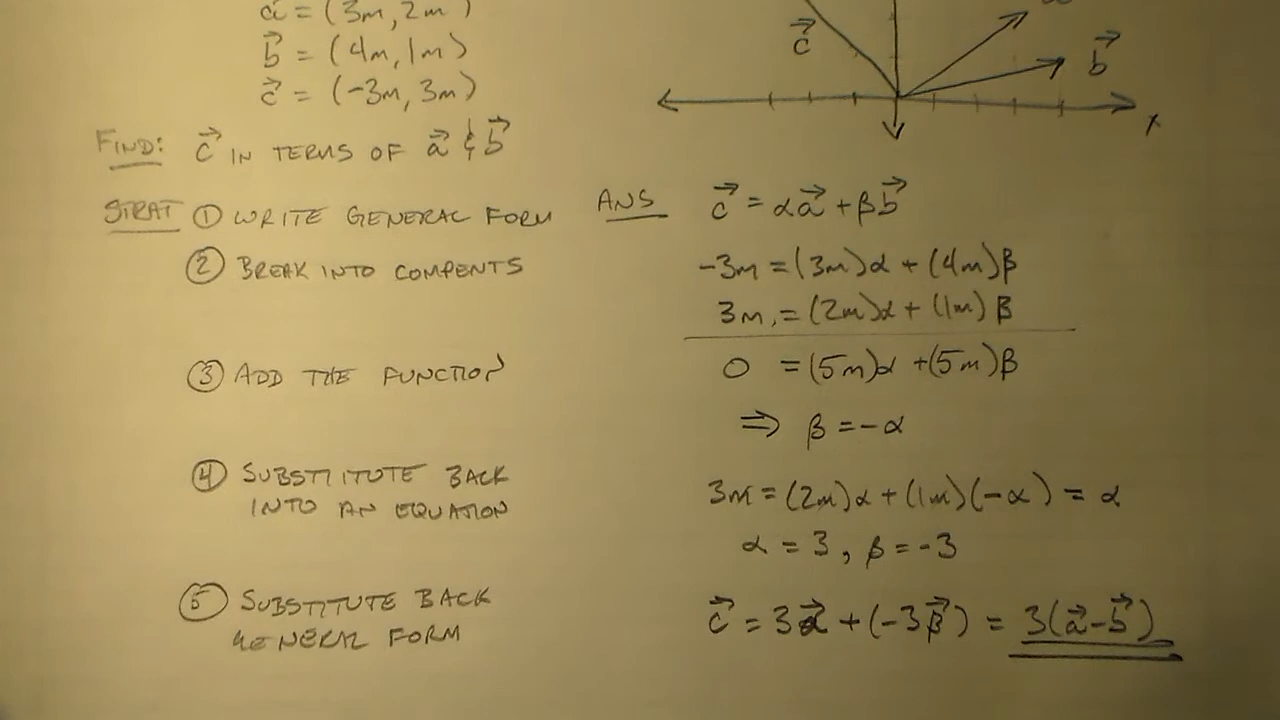 a⃗ = (3m, 2m)
b⃗ = (4m, 1m)
c⃗ = (-3m, 3m)
c⃗
b⃗
x
FIND: c⃗ IN TERMS OF a⃗ & b⃗
STRAT ① WRITE GENERAL FORM
② BREAK INTO COMPENTS
③ ADD THE FUNCTION
④ SUBSTITUTE BACK
INTO AN EQUATION
⑤ SUBSTITUTE BACK
GENERAL FORM
ANS c⃗ = αa⃗ + βb⃗
-3m = (3m)α + (4m)β
3m = (2m)α + (1m)β
0 = (5m)α + (5m)β
⇒ β = -α
3m = (2m)α + (1m)(-α) = α
α = 3, β = -3
c⃗ = 3a⃗ + (-3β⃗) = 3(a⃗-b⃗)